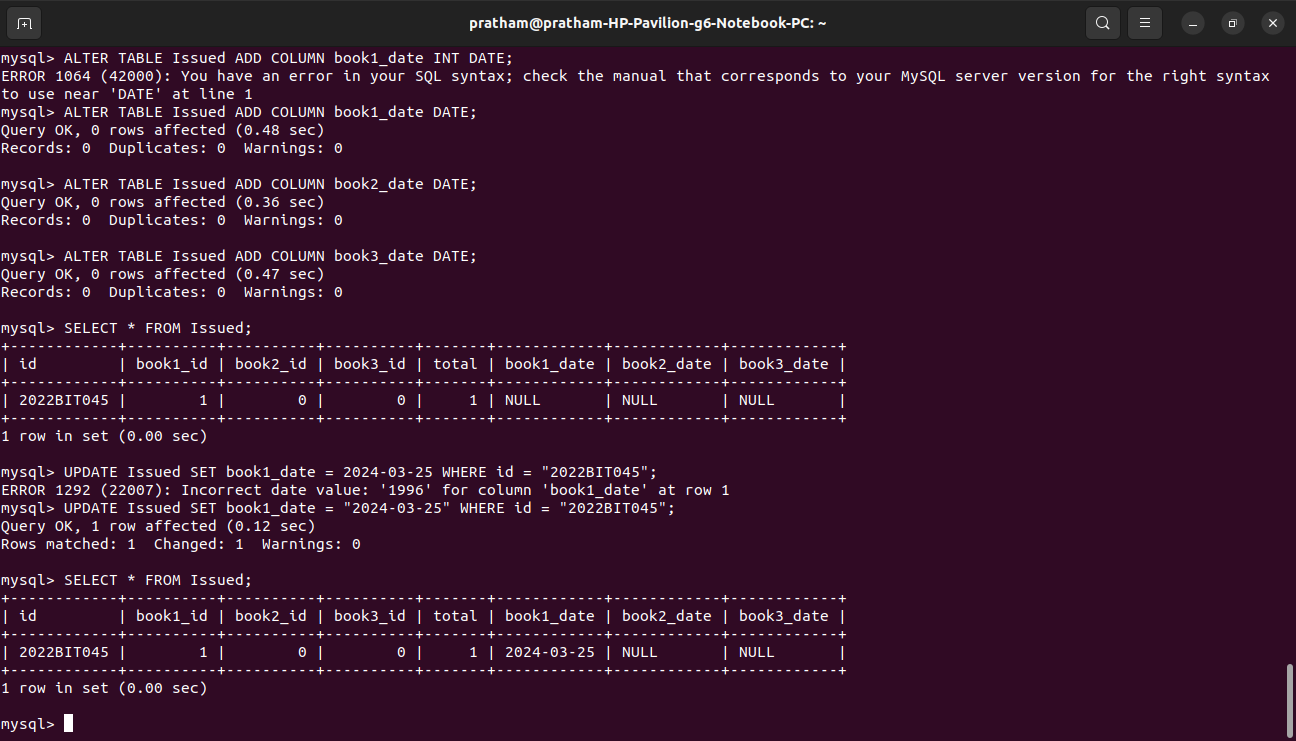 pratham@pratham-HP-Pavilion-g6-Notebook-PC: ~
mysql> ALTER TABLE Issued ADD COLUMN book1_date INT DATE;
ERROR 1064 (42000): You have an error in your SQL syntax; check the manual that corresponds to your MySQL server version for the right syntax
to use near 'DATE' at line 1
mysql> ALTER TABLE Issued ADD COLUMN book1_date DATE;
Query OK, 0 rows affected (0.48 sec)
Records: 0  Duplicates: 0  Warnings: 0

mysql> ALTER TABLE Issued ADD COLUMN book2_date DATE;
Query OK, 0 rows affected (0.36 sec)
Records: 0  Duplicates: 0  Warnings: 0

mysql> ALTER TABLE Issued ADD COLUMN book3_date DATE;
Query OK, 0 rows affected (0.47 sec)
Records: 0  Duplicates: 0  Warnings: 0

mysql> SELECT * FROM Issued;
+------------+----------+----------+----------+-------+------------+------------+------------+
| id         | book1_id | book2_id | book3_id | total | book1_date | book2_date | book3_date |
+------------+----------+----------+----------+-------+------------+------------+------------+
| 2022BIT045 |        1 |        0 |        0 |     1 | NULL       | NULL       | NULL       |
+------------+----------+----------+----------+-------+------------+------------+------------+
1 row in set (0.00 sec)

mysql> UPDATE Issued SET book1_date = 2024-03-25 WHERE id = "2022BIT045";
ERROR 1292 (22007): Incorrect date value: '1996' for column 'book1_date' at row 1
mysql> UPDATE Issued SET book1_date = "2024-03-25" WHERE id = "2022BIT045";
Query OK, 1 row affected (0.12 sec)
Rows matched: 1  Changed: 1  Warnings: 0

mysql> SELECT * FROM Issued;
+------------+----------+----------+----------+-------+------------+------------+------------+
| id         | book1_id | book2_id | book3_id | total | book1_date | book2_date | book3_date |
+------------+----------+----------+----------+-------+------------+------------+------------+
| 2022BIT045 |        1 |        0 |        0 |     1 | 2024-03-25 | NULL       | NULL       |
+------------+----------+----------+----------+-------+------------+------------+------------+
1 row in set (0.00 sec)

mysql>